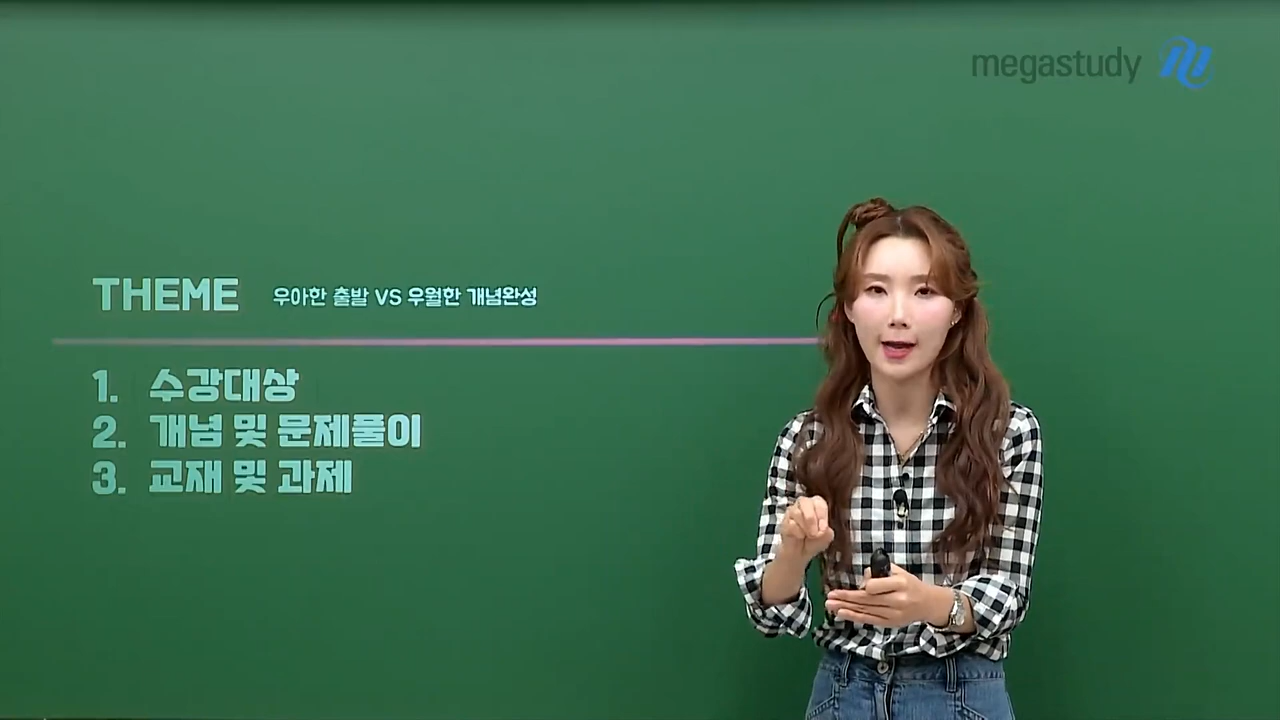 megastudy
THEME 우아한 출발 VS 우월한 개념완성
1. 수강대상
2. 개념 및 문제풀이
3. 교재 및 과제